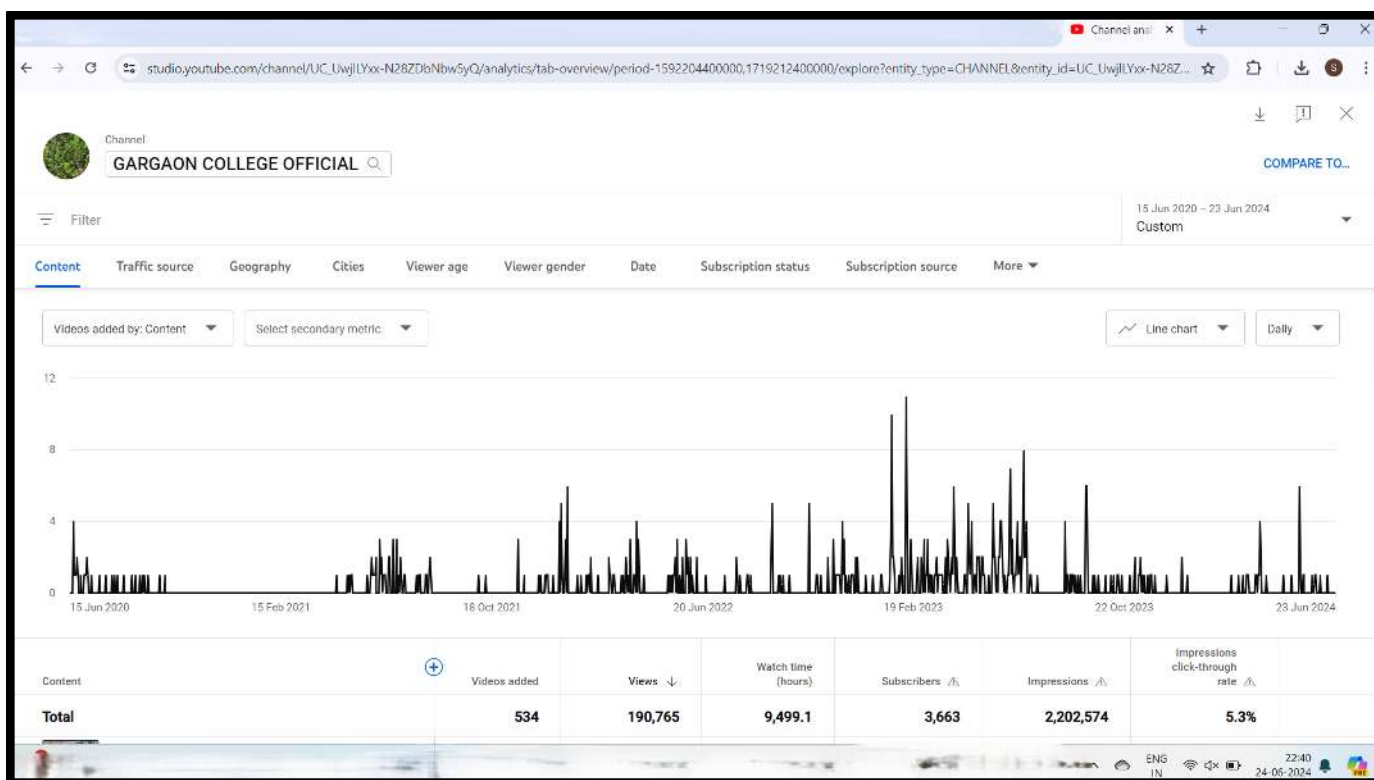 Channel anal
studio.youtube.com/channel/UC_UwjlLYxx-N28ZDbNbw5yQ/analytics/tab-overview/period-1592204400000,1719212400000/explore?entity_type=CHANNEL&entity_id=UC_UwjlLYxx-N28Z...
S
Channel
GARGAON COLLEGE OFFICIAL
COMPARE TO...
Filter
15 Jun 2020 – 23 Jun 2024
Custom
Content Traffic source Geography Cities Viewer age Viewer gender Date Subscription status Subscription source More
Videos added by: Content Select secondary metric Line chart Daily
12
8
4
0
15 Jun 2020 15 Feb 2021 18 Oct 2021 20 Jun 2022 19 Feb 2023 22 Oct 2023 23 Jun 2024
Content Videos added Views Watch time (hours) Subscribers Impressions Impressions click-through rate
Total 534 190,765 9,499.1 3,663 2,202,574 5.3%
ENG IN 22:40
24-06-2024